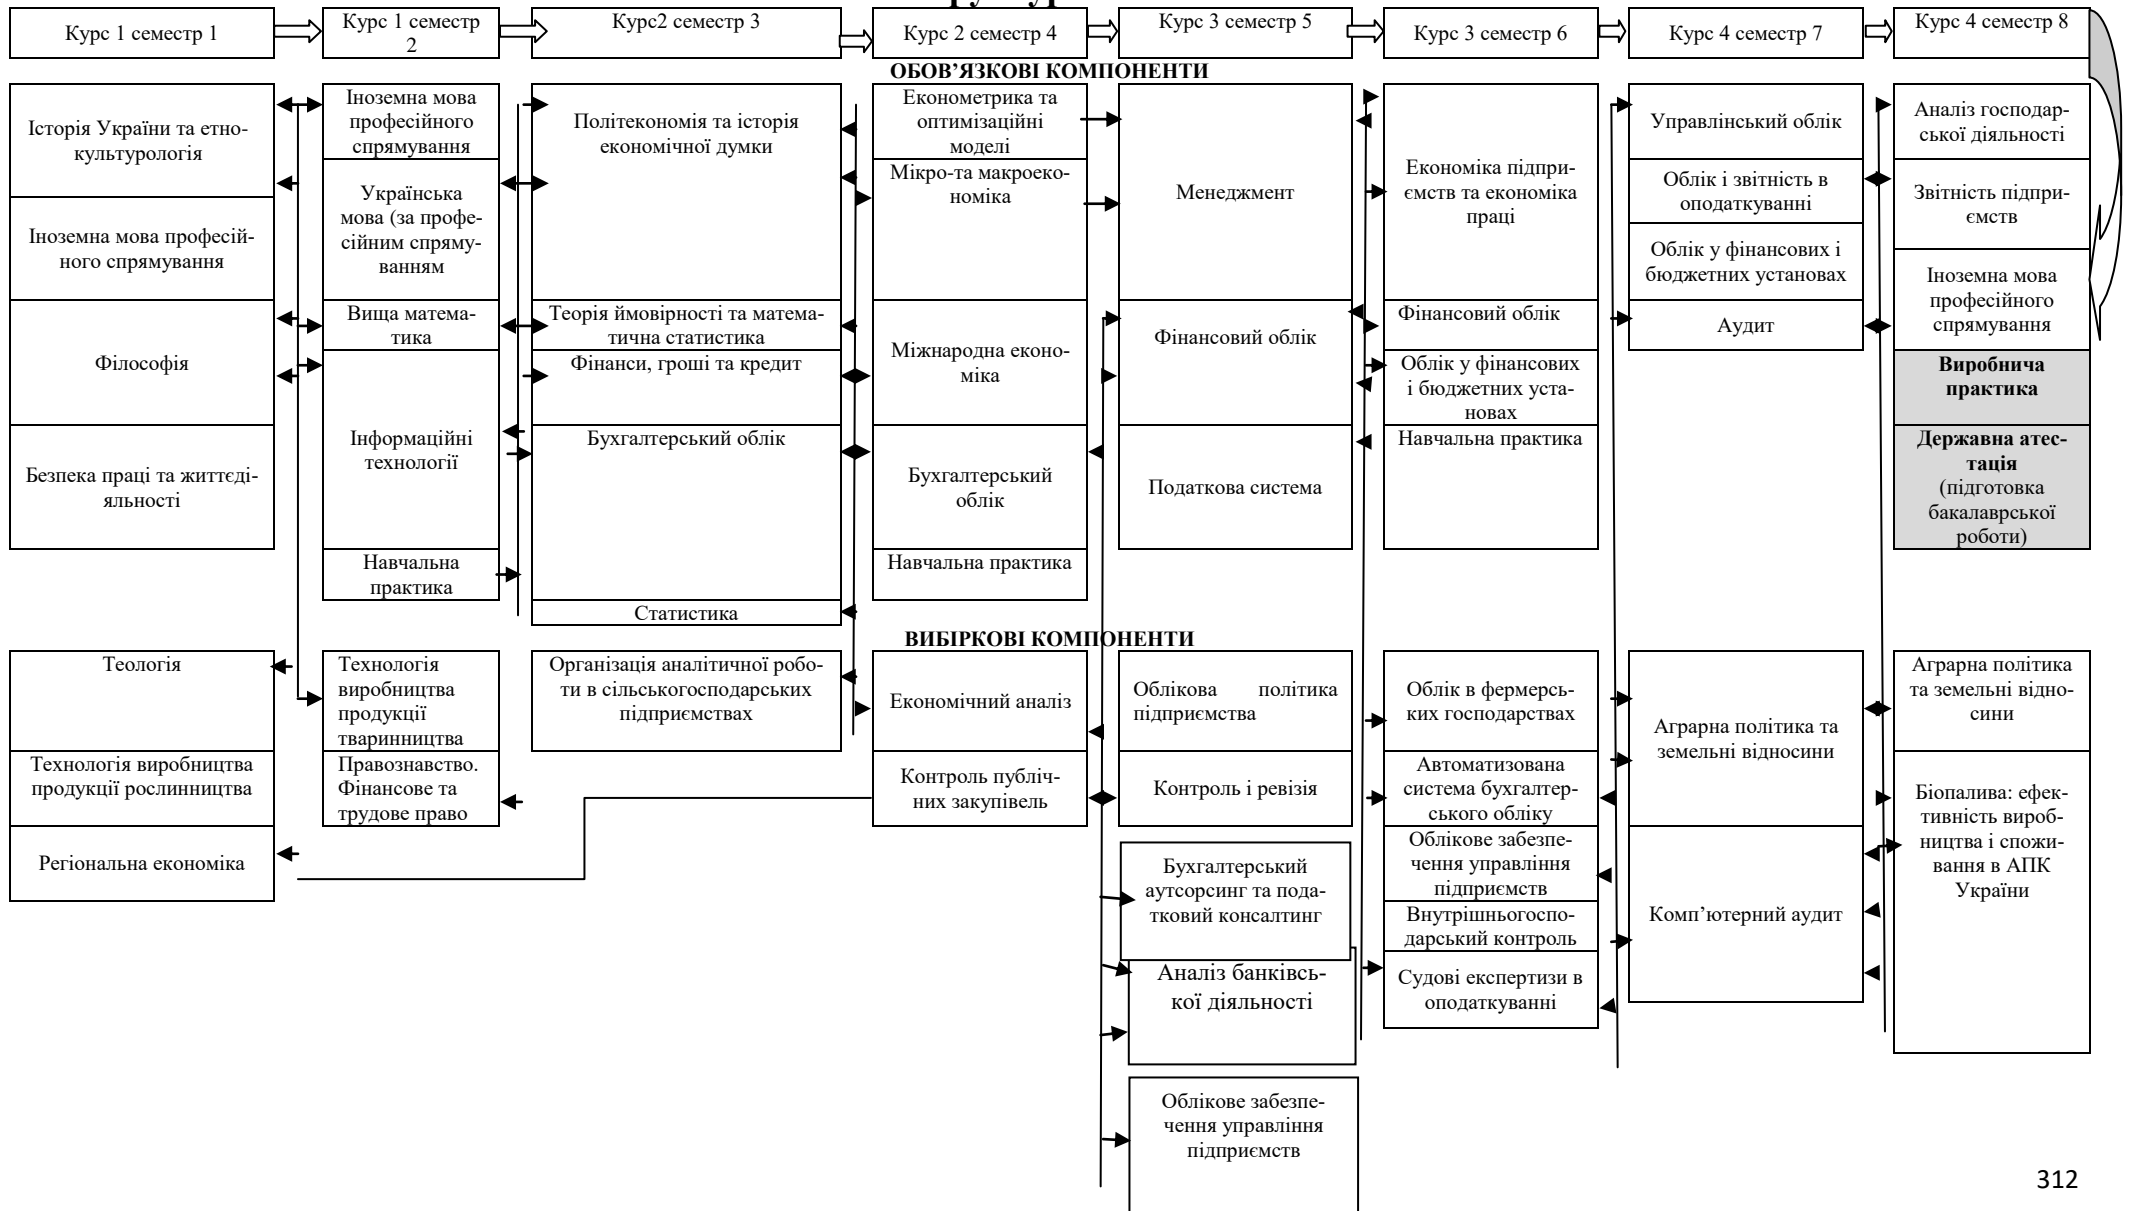 Курс 1 семестр 1
Курс 1 семестр
2
Курс2 семестр 3
Курс 2 семестр 4
Курс 3 семестр 5
Курс 3 семестр 6
Курс 4 семестр 7
Курс 4 семестр 8
ОБОВ’ЯЗКОВІ КОМПОНЕНТИ
Історія України та етно-
культурологія
Іноземна мова професій-
ного спрямування
Філософія
Безпека праці та життєді-
яльності
Іноземна мова
професійного
спрямування
Українська
мова (за профе-
сійним спряму-
ванням
Вища матема-
тика
Інформаційні
технології
Навчальна
практика
Політекономія та історія
економічної думки
Теорія ймовірності та матема-
тична статистика
Фінанси, гроші та кредит
Бухгалтерський облік
Статистика
Економетрика та
оптимізаційні
моделі
Мікро-та макроеко-
номіка
Міжнародна еконо-
міка
Бухгалтерський
облік
Навчальна практика
Менеджмент
Фінансовий облік
Податкова система
Економіка підпри-
ємств та економіка
праці
Фінансовий облік
Облік у фінансових
і бюджетних уста-
новах
Навчальна практика
Управлінський облік
Облік і звітність в
оподаткуванні
Облік у фінансових і
бюджетних установах
Аудит
Аналіз господар-
ської діяльності
Звітність підпри-
ємств
Іноземна мова
професійного
спрямування
Виробнича
практика
Державна атес-
тація
(підготовка
бакалаврської
роботи)
ВИБІРКОВІ КОМПОНЕНТИ
Теологія
Технологія виробництва
продукції рослинництва
Регіональна економіка
Технологія
виробництва
продукції
тваринництва
Правознавство.
Фінансове та
трудове право
Організація аналітичної робо-
ти в сільськогосподарських
підприємствах
Економічний аналіз
Контроль публіч-
них закупівель
Облікова політика
підприємства
Контроль і ревізія
Бухгалтерський
аутсорсинг та пода-
тковий консалтинг
Аналіз банківсь-
кої діяльності
Облікове забезпе-
чення управління
підприємств
Облік в фермерсь-
ких господарствах
Автоматизована
система бухгалтер-
ського обліку
Облікове забезпе-
чення управління
підприємств
Внутрішньогоспо-
дарський контроль
Судові експертизи в
оподаткуванні
Аграрна політика та
земельні відносини
Комп’ютерний аудит
Аграрна політика
та земельні відно-
сини
Біопалива: ефек-
тивність вироб-
ництва і спожи-
вання в АПК
України
312